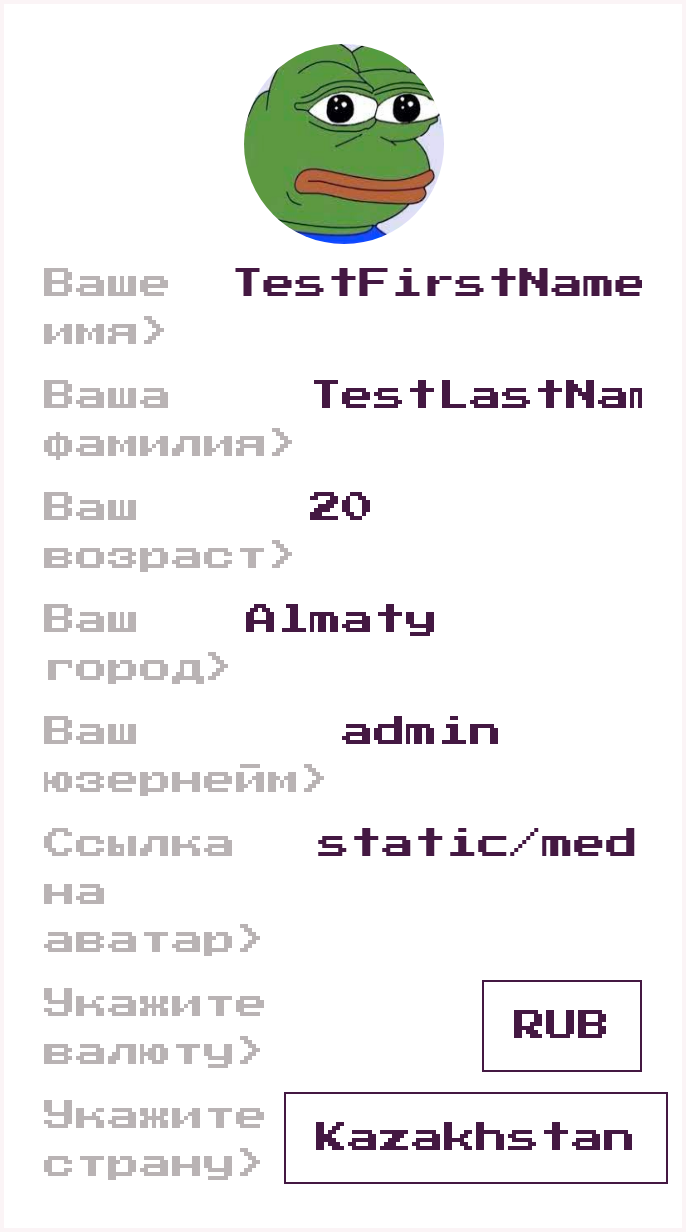 Ваше TestFirstName
имя>
Ваша TestLastNam
фамилия>
Ваш 20
возраст>
Ваш Almaty
город>
Ваш admin
юзернейм>
Ссылка static/med
на
аватар>
Укажите
валюту> RUB
Укажите
страну> Kazakhstan